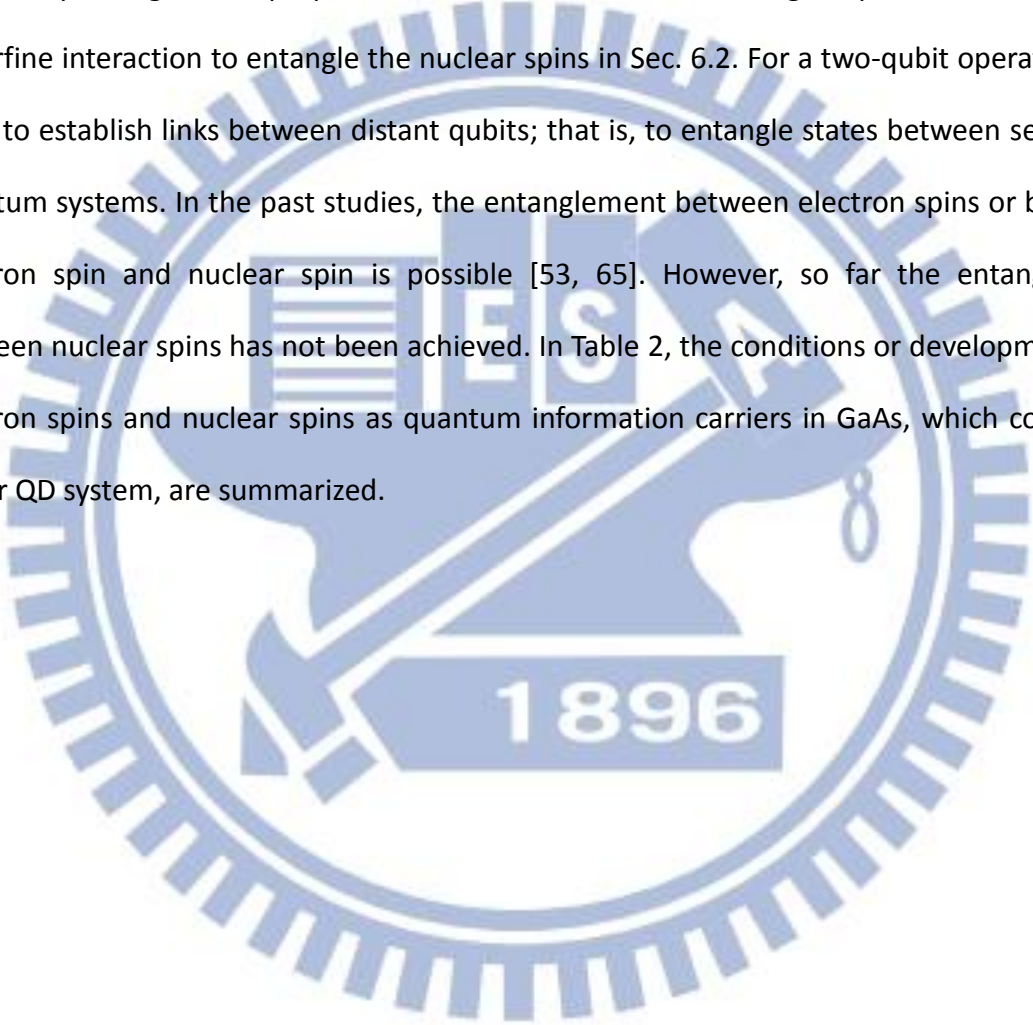 rfine interaction to entangle the nuclear spins in Sec. 6.2. For a two-qubit opera
to establish links between distant qubits; that is, to entangle states between se
tum systems. In the past studies, the entanglement between electron spins or b
ron spin and nuclear spin is possible [53, 65]. However, so far the entang
een nuclear spins has not been achieved. In Table 2, the conditions or developm
ron spins and nuclear spins as quantum information carriers in GaAs, which co
r QD system, are summarized.
E S A
1896